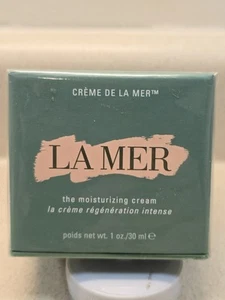 CRÈME DE LA MER™
LA MER
the moisturizing cream
la crème régénération intense
poids net wt. 1 oz./30 ml ℮